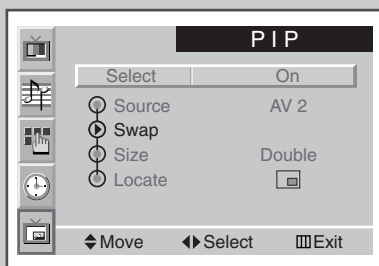 PIP
Select On
Source AV 2
Swap
Size Double
Locate
Move Select Exit